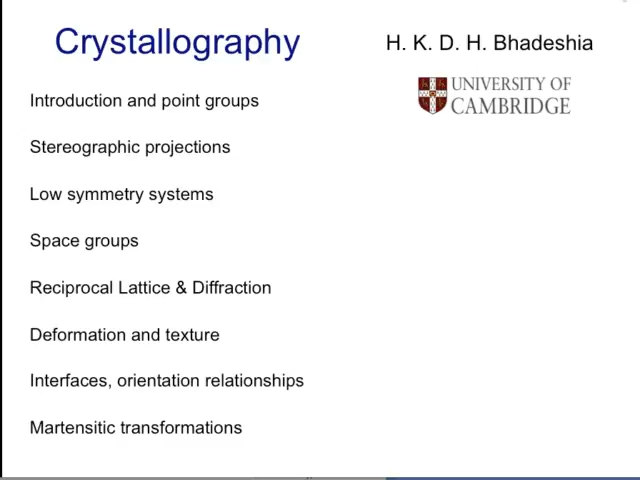 Crystallography
H. K. D. H. Bhadeshia
UNIVERSITY OF
CAMBRIDGE
Introduction and point groups
Stereographic projections
Low symmetry systems
Space groups
Reciprocal Lattice & Diffraction
Deformation and texture
Interfaces, orientation relationships
Martensitic transformations